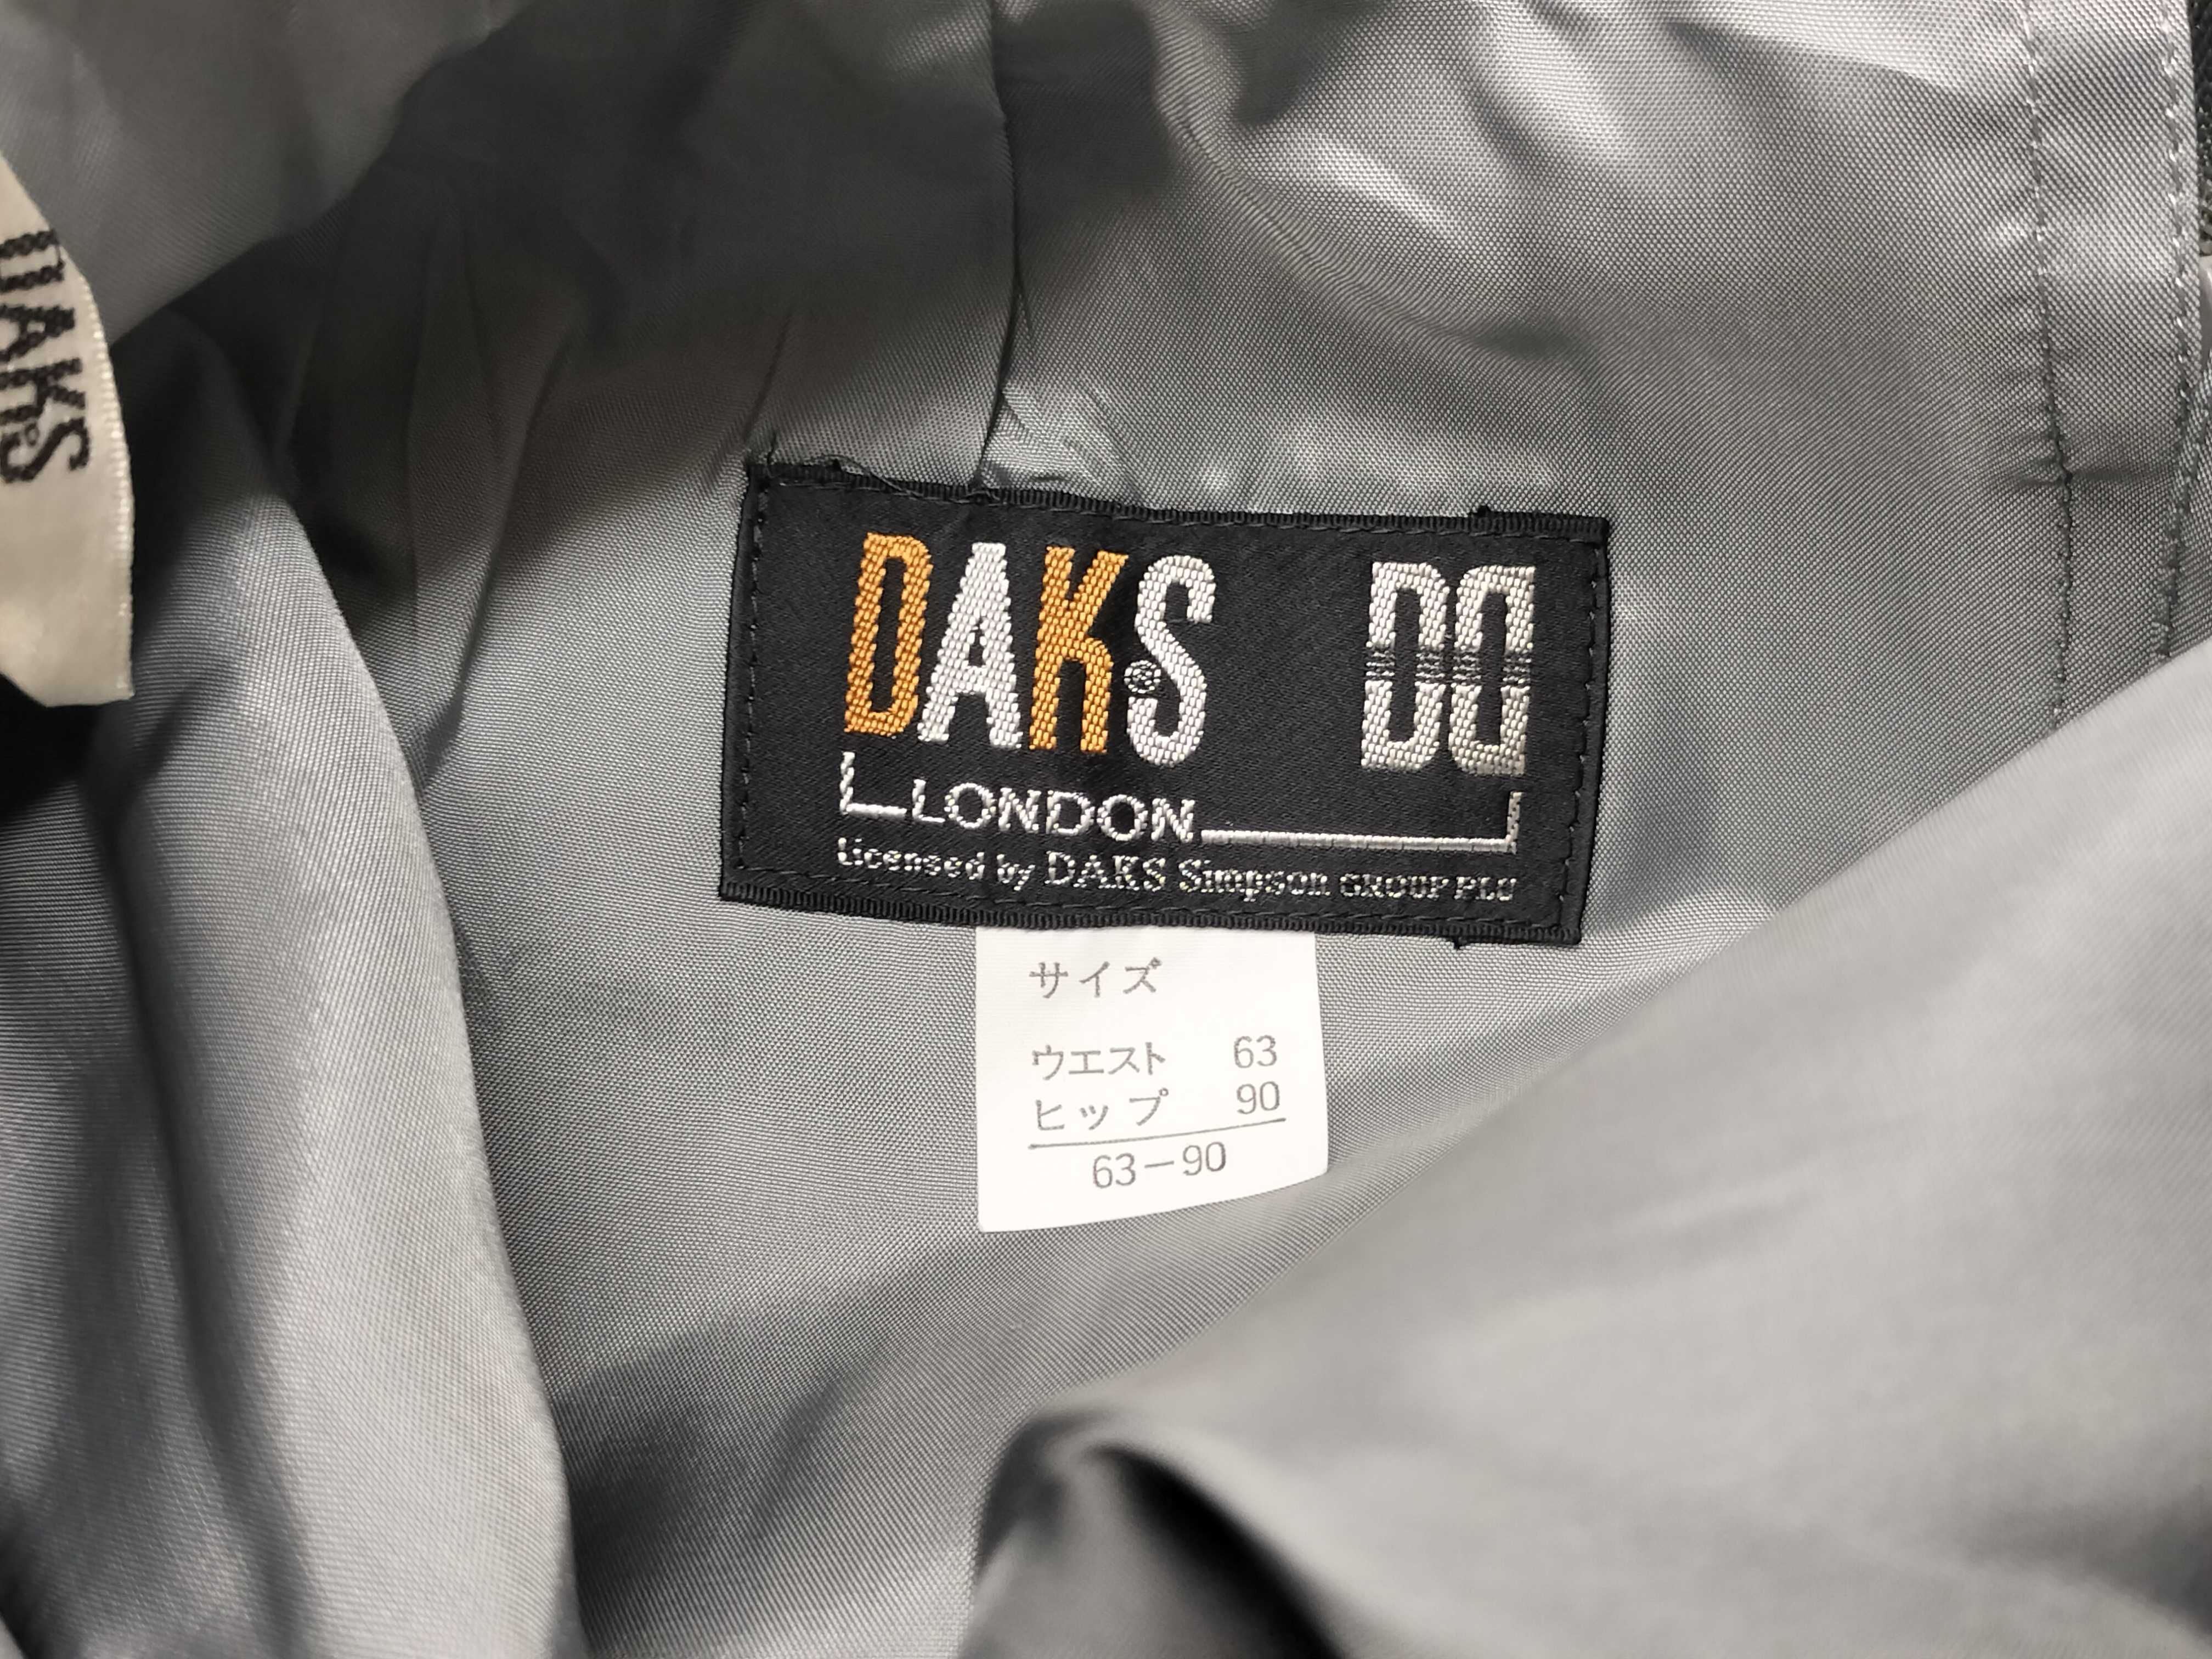 DAKS
DAKS® DD
LONDON
Licensed by DAKS Simpson GROUP PLC
サイズ
ウエスト 63
ヒップ 90
63-90